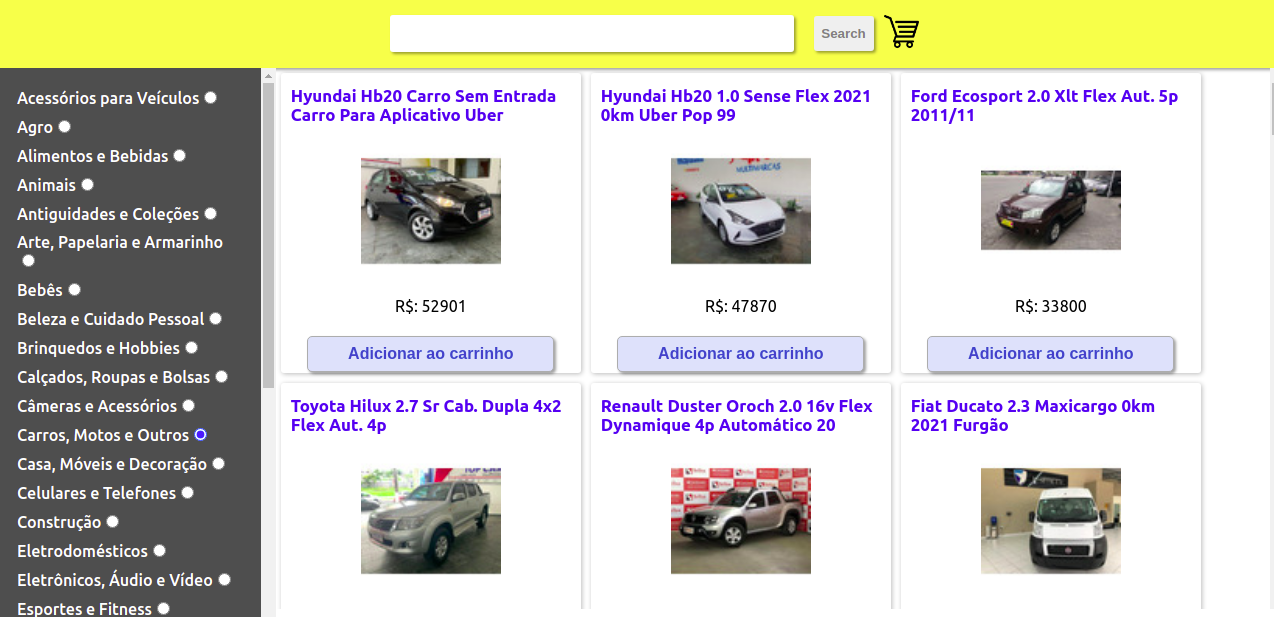 Search
Acessórios para Veículos
Agro
Alimentos e Bebidas
Animais
Antiguidades e Coleções
Arte, Papelaria e Armarinho
Bebês
Beleza e Cuidado Pessoal
Brinquedos e Hobbies
Calçados, Roupas e Bolsas
Câmeras e Acessórios
Carros, Motos e Outros
Casa, Móveis e Decoração
Celulares e Telefones
Construção
Eletrodomésticos
Eletrônicos, Áudio e Vídeo
Esportes e Fitness
Hyundai Hb20 Carro Sem Entrada
Carro Para Aplicativo Uber
R$: 52901
Adicionar ao carrinho
Hyundai Hb20 1.0 Sense Flex 2021
0km Uber Pop 99
MULTIMARCAS
R$: 47870
Adicionar ao carrinho
Ford Ecosport 2.0 Xlt Flex Aut. 5p
2011/11
R$: 33800
Adicionar ao carrinho
Toyota Hilux 2.7 Sr Cab. Dupla 4x2
Flex Aut. 4p
Renault Duster Oroch 2.0 16v Flex
Dynamique 4p Automático 20
Fiat Ducato 2.3 Maxicargo 0km
2021 Furgão